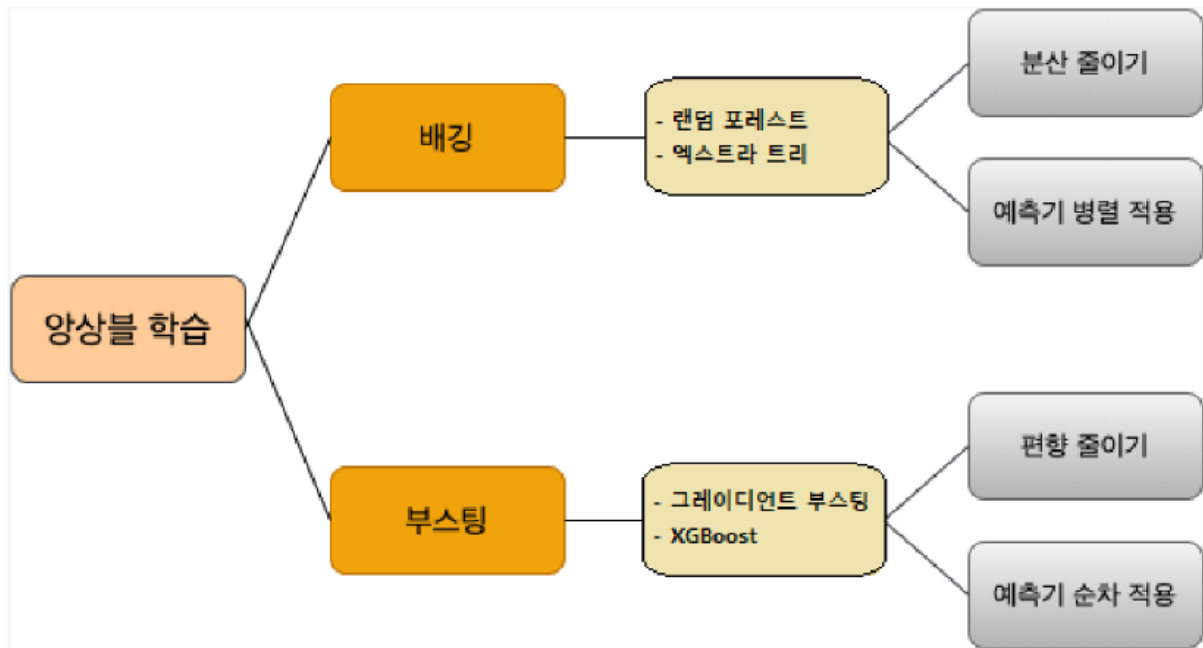 앙상블 학습
배깅
- 랜덤 포레스트
- 엑스트라 트리
분산 줄이기
예측기 병렬 적용
부스팅
- 그레이디언트 부스팅
- XGBoost
편향 줄이기
예측기 순차 적용